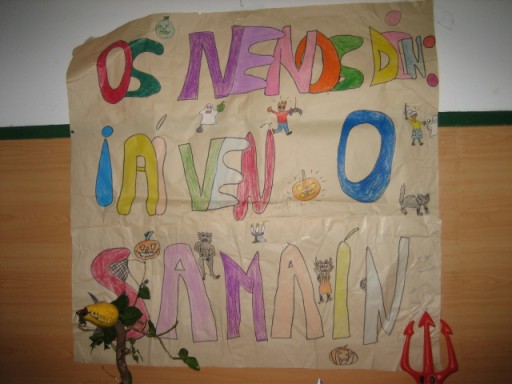 OS NENOS DIN:
¡AÍ VEN O
SAMAÍN